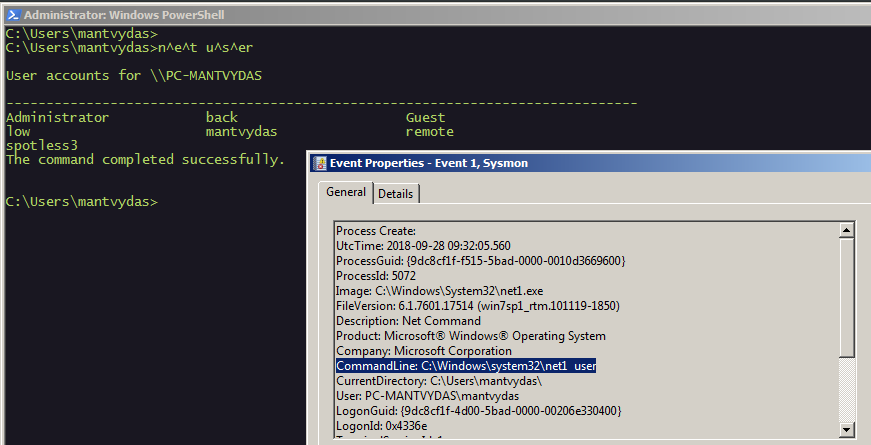 Administrator: Windows PowerShell
C:\Users\mantvydas>
C:\Users\mantvydas>n^e^t u^s^er
User accounts for \\PC-MANTVYDAS
-------------------------------------------------------------------------------
Administrator back Guest
low mantvydas remote
spotless3
The command completed successfully.
C:\Users\mantvydas>
Event Properties - Event 1, Sysmon
General Details
Process Create:
UtcTime: 2018-09-28 09:32:05.560
ProcessGuid: {9dc8cf1f-f515-5bad-0000-0010d3669600}
ProcessId: 5072
Image: C:\Windows\System32\net1.exe
FileVersion: 6.1.7601.17514 (win7sp1_rtm.101119-1850)
Description: Net Command
Product: Microsoft® Windows® Operating System
Company: Microsoft Corporation
CommandLine: C:\Windows\system32\net1 user
CurrentDirectory: C:\Users\mantvydas\
User: PC-MANTVYDAS\mantvydas
LogonGuid: {9dc8cf1f-4d00-5bad-0000-00206e330400}
LogonId: 0x4336e